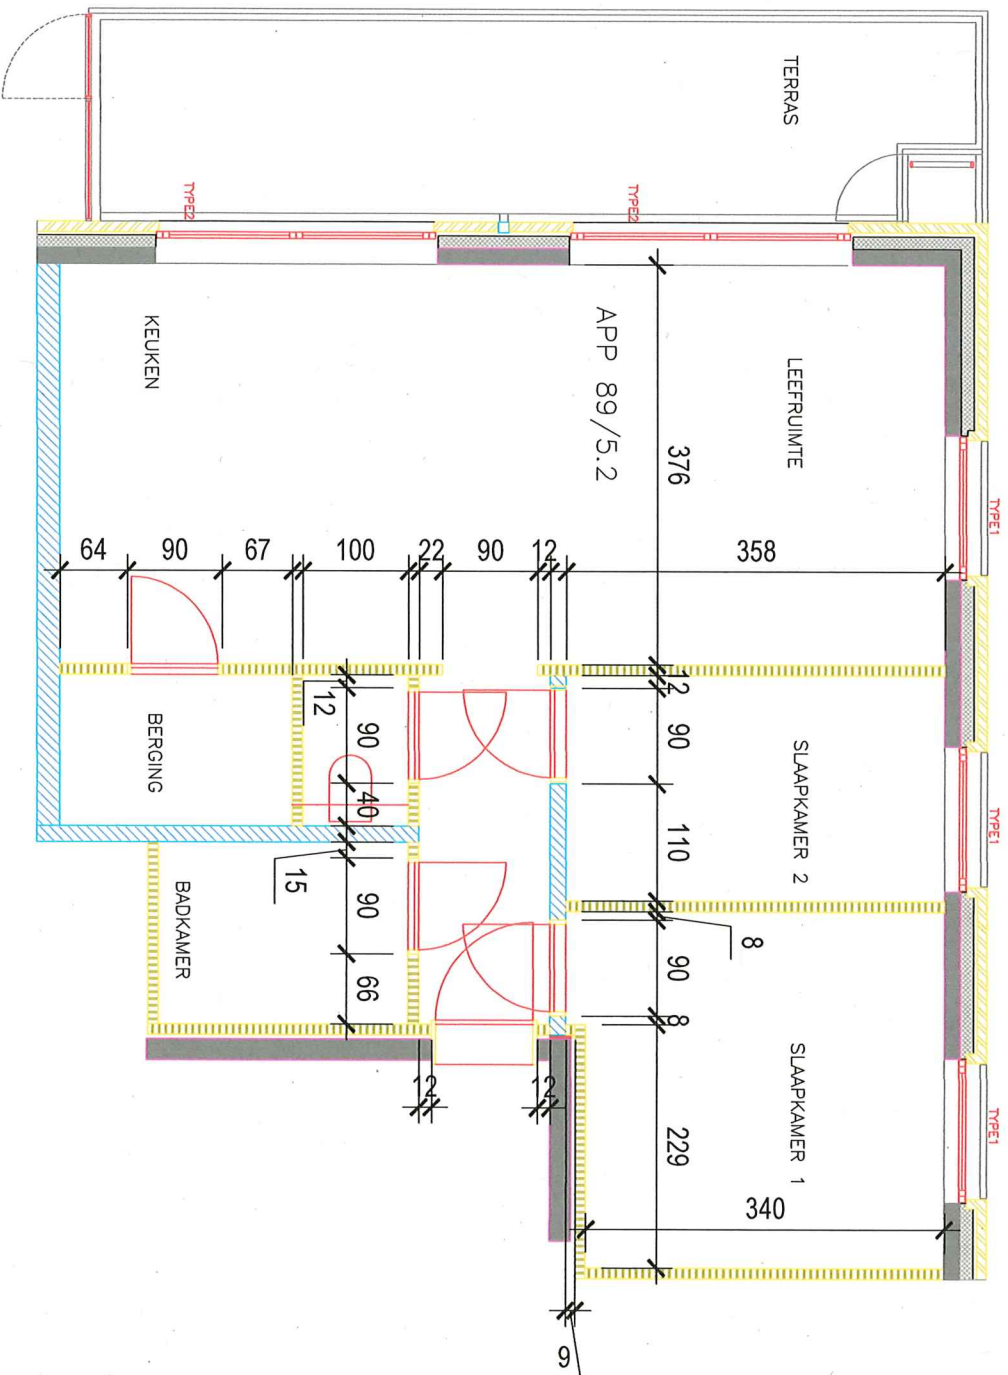 TERRAS
TYPE2
TYPE2
KEUKEN
APP 89/5.2
LEEFRUIMTE
376
TYPE1
64
90
67
100
22
90
12
358
12
90
110
8
90
8
229
SLAAPKAMER 2
TYPE1
BERGING
12
90
40
15
90
66
BADKAMER
12
12
SLAAPKAMER 1
TYPE1
340
9